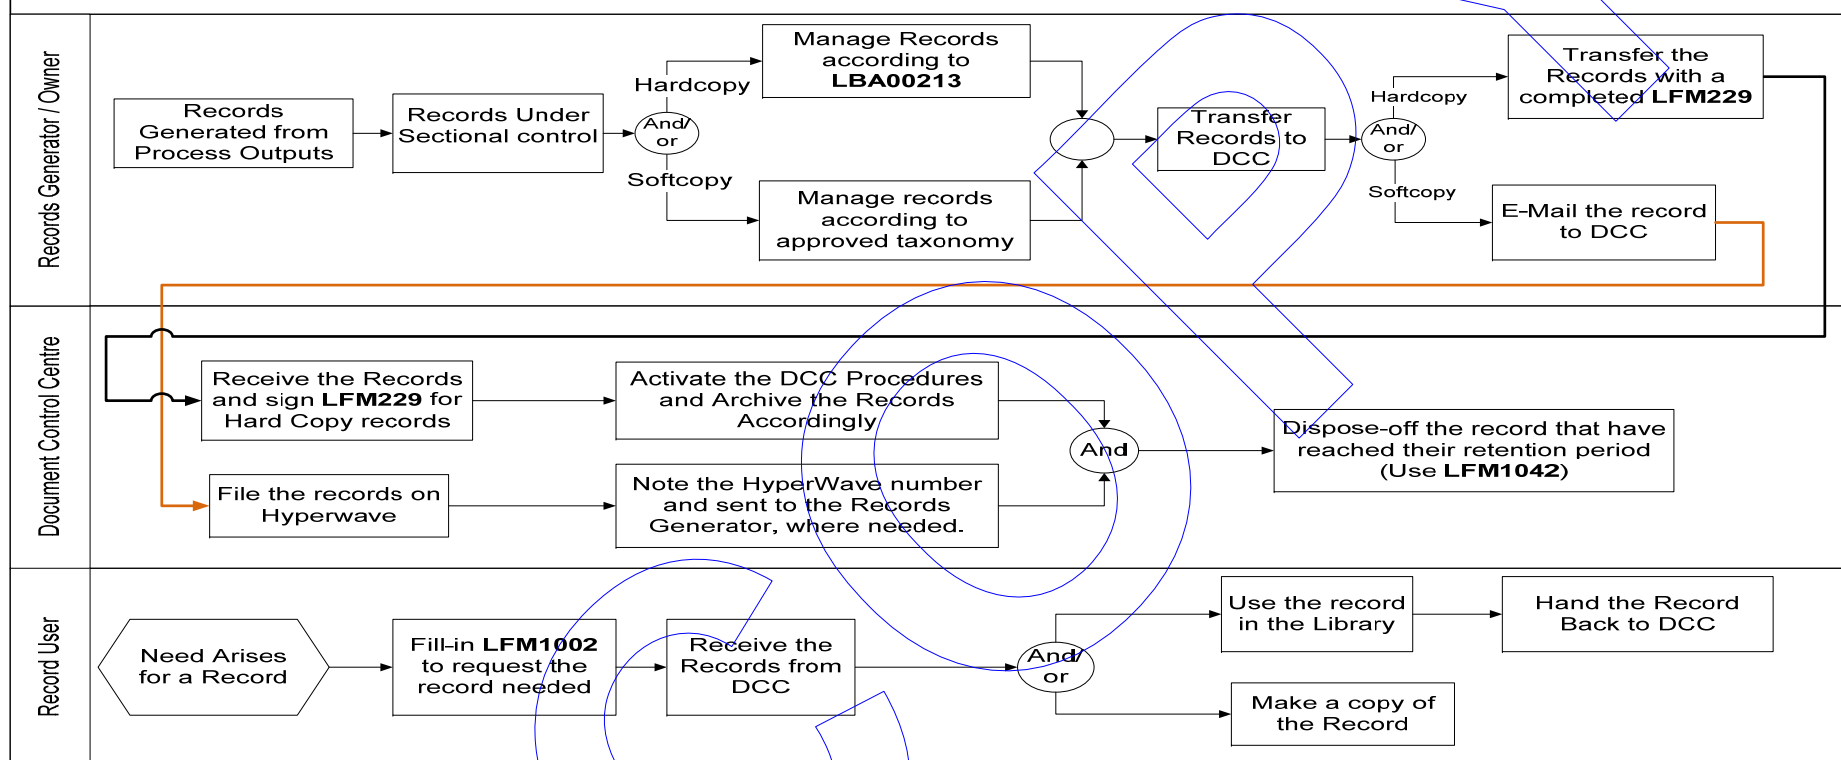 Records Generator / Owner
Records
Generated from
Process Outputs
Records Under
Sectional control
And/
or
Hardcopy
Softcopy
Manage Records
according to
LBA00213
Manage records
according to
approved taxonomy
Transfer
Records to
DCC
And/
or
Hardcopy
Softcopy
Transfer the
Records with a
completed LFM229
E-Mail the record
to DCC
Document Control Centre
Receive the Records
and sign LFM229 for
Hard Copy records
Activate the DCC Procedures
and Archive the Records
Accordingly
File the records on
Hyperwave
Note the HyperWave number
and sent to the Records
Generator, where needed.
And
Dispose-off the record that have
reached their retention period
(Use LFM1042)
Record User
Need Arises
for a Record
Fill-in LFM1002
to request the
record needed
Receive the
Records from
DCC
And/
or
Use the record
in the Library
Hand the Record
Back to DCC
Make a copy of
the Record